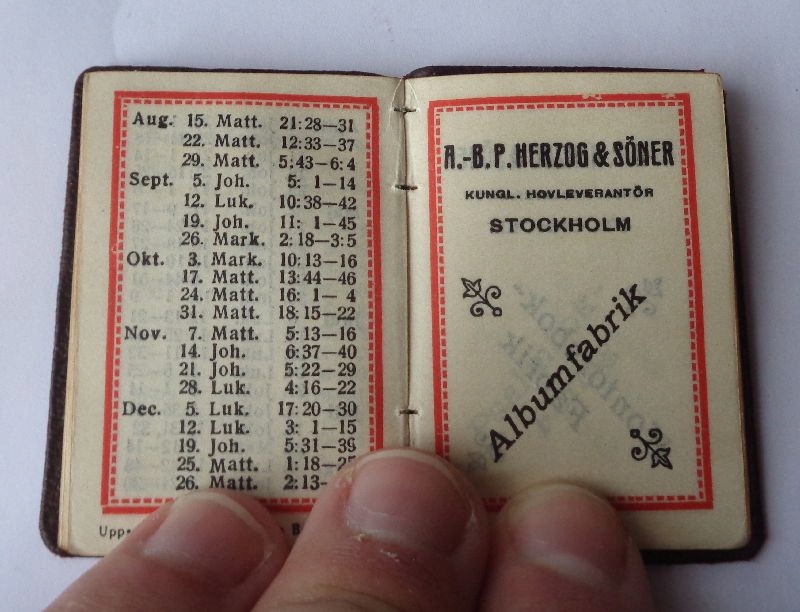 Aug. 15. Matt. 21:28—31
22. Matt. 12:33—37
29. Matt. 5:43—6:4
Sept. 5. Joh. 5: 1—14
12. Luk. 10:38—42
19. Joh. 11: 1—45
26. Mark. 2:18—3:5
Okt. 3. Mark. 10:13—16
17. Matt. 13:44—46
24. Matt. 16: 1— 4
31. Matt. 18:15—22
Nov. 7. Matt. 5:13—16
14. Joh. 6:37—40
21. Joh. 5:22—29
28. Luk. 4:16—22
Dec. 5. Luk. 17:20—30
12. Luk. 3: 1—15
19. Joh. 5:31—39
25. Matt. 1:18—25
26. Matt. 2:13—
A.-B. P. HERZOG & SÖNER
KUNGL. HOVLEVERANTÖR
STOCKHOLM
Albumfabrik